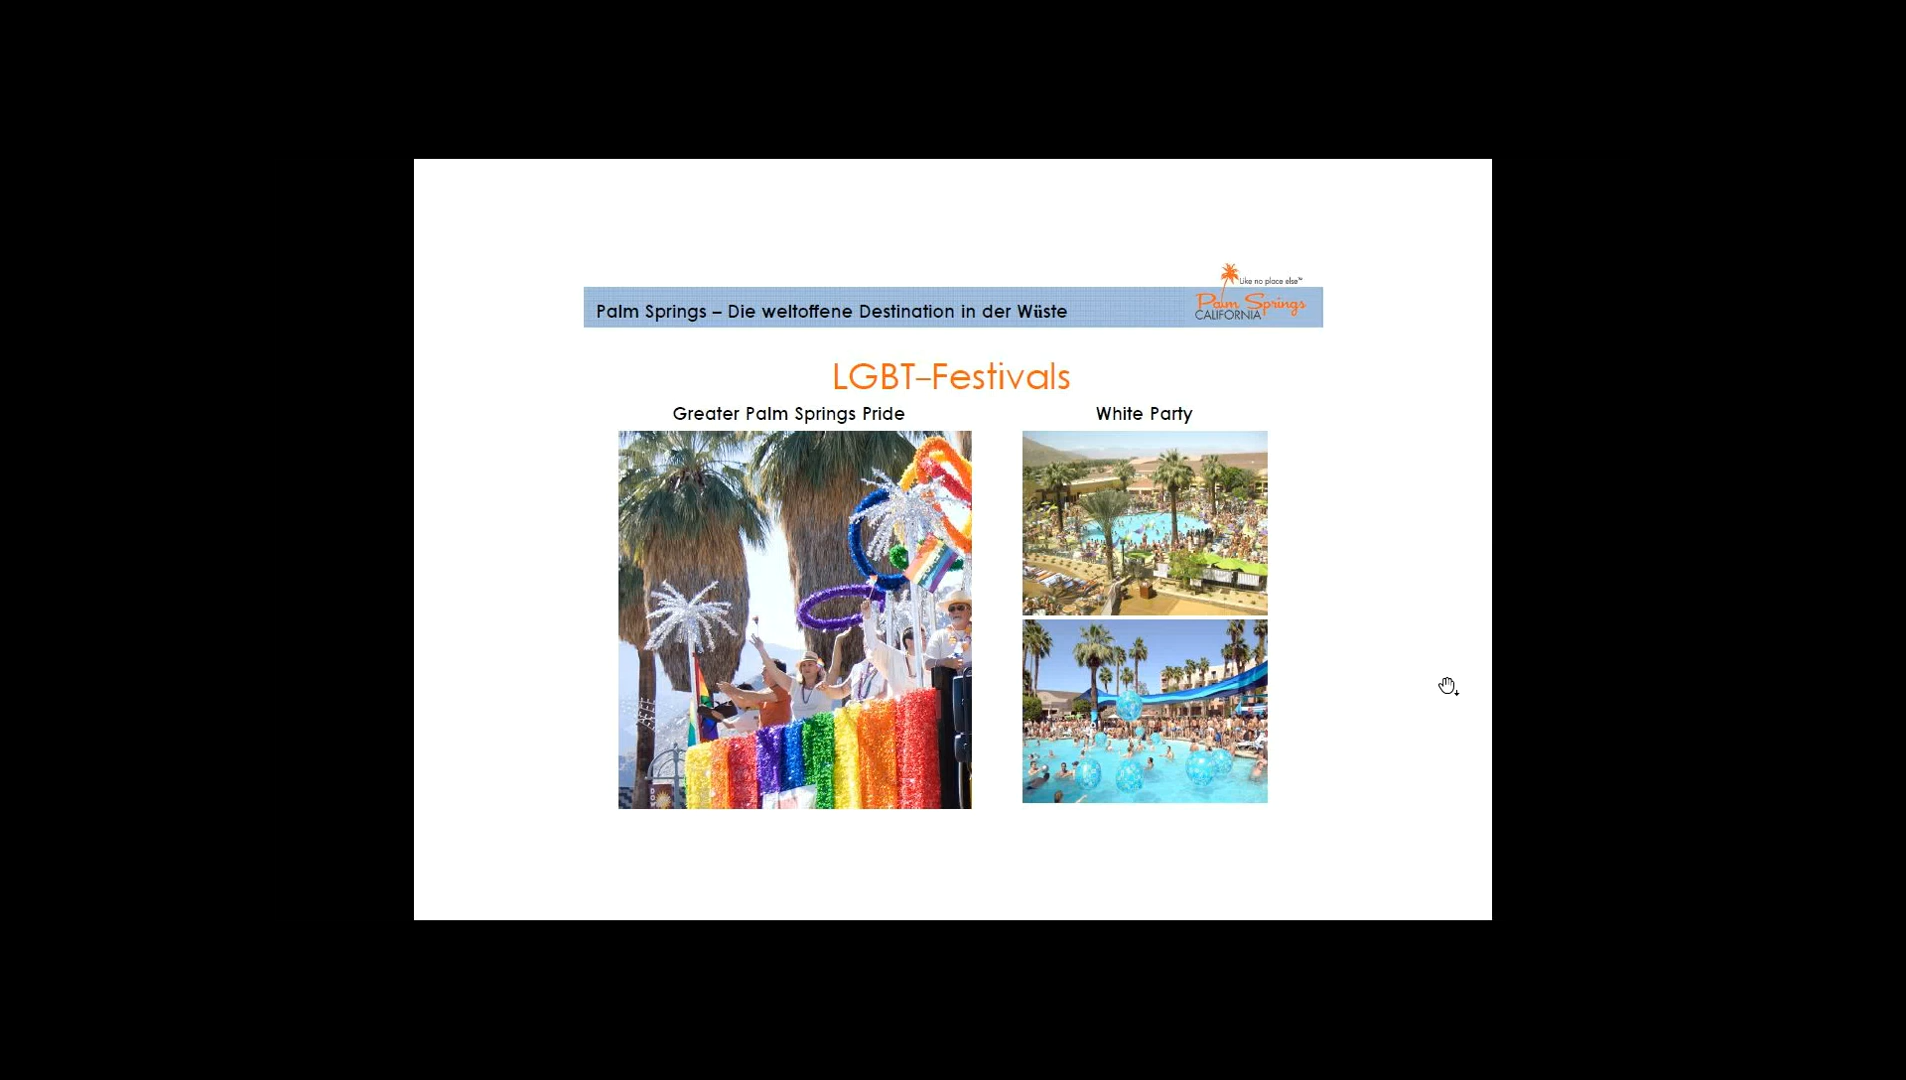 Like no place else™
Palm Springs
CALIFORNIA
Palm Springs – Die weltoffene Destination in der Wüste
LGBT–Festivals
Greater Palm Springs Pride
White Party